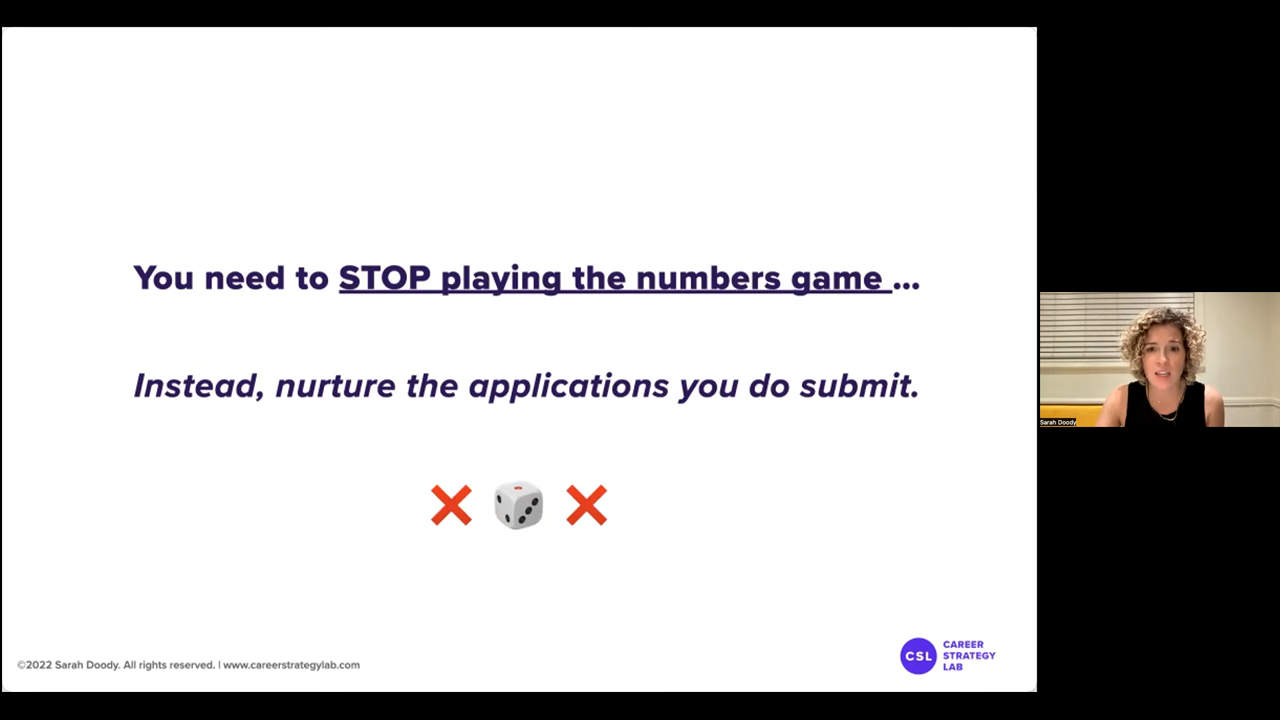 You need to STOP playing the numbers game ...
Instead, nurture the applications you do submit.
©2022 Sarah Doody. All rights reserved. | www.careerstrategylab.com
CSL
CAREER
STRATEGY
LAB
Sarah Doody